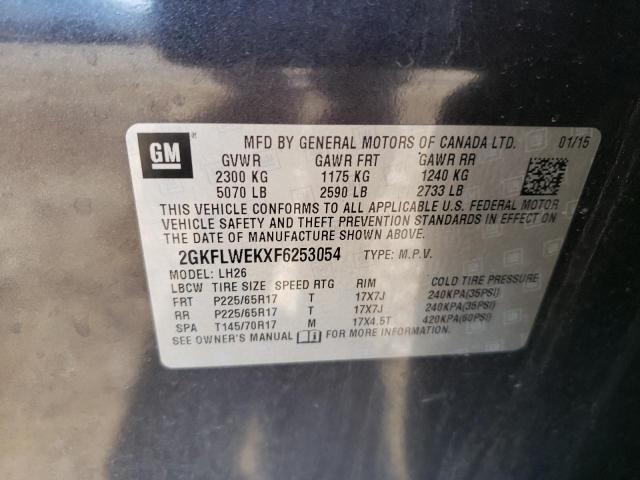 GM
MFD BY GENERAL MOTORS OF CANADA LTD. 01/15
GVWR GAWR FRT GAWR RR
2300 KG 1175 KG 1240 KG
5070 LB 2590 LB 2733 LB
THIS VEHICLE CONFORMS TO ALL APPLICABLE U.S. FEDERAL MOTOR
VEHICLE SAFETY AND THEFT PREVENTION STANDARDS IN EFFECT ON
THE DATE OF MANUFACTURE SHOWN ABOVE.
2GKFLWEKXF6253054 TYPE: M.P.V.
MODEL: LH26
LBCW TIRE SIZE SPEED RTG RIM COLD TIRE PRESSURE
FRT P225/65R17 T 17X7J 240KPA(35PSI)
RR P225/65R17 T 17X7J 240KPA(35PSI)
SPA T145/70R17 M 17X4.5T 420KPA(60PSI)
SEE OWNER'S MANUAL i FOR MORE INFORMATION.